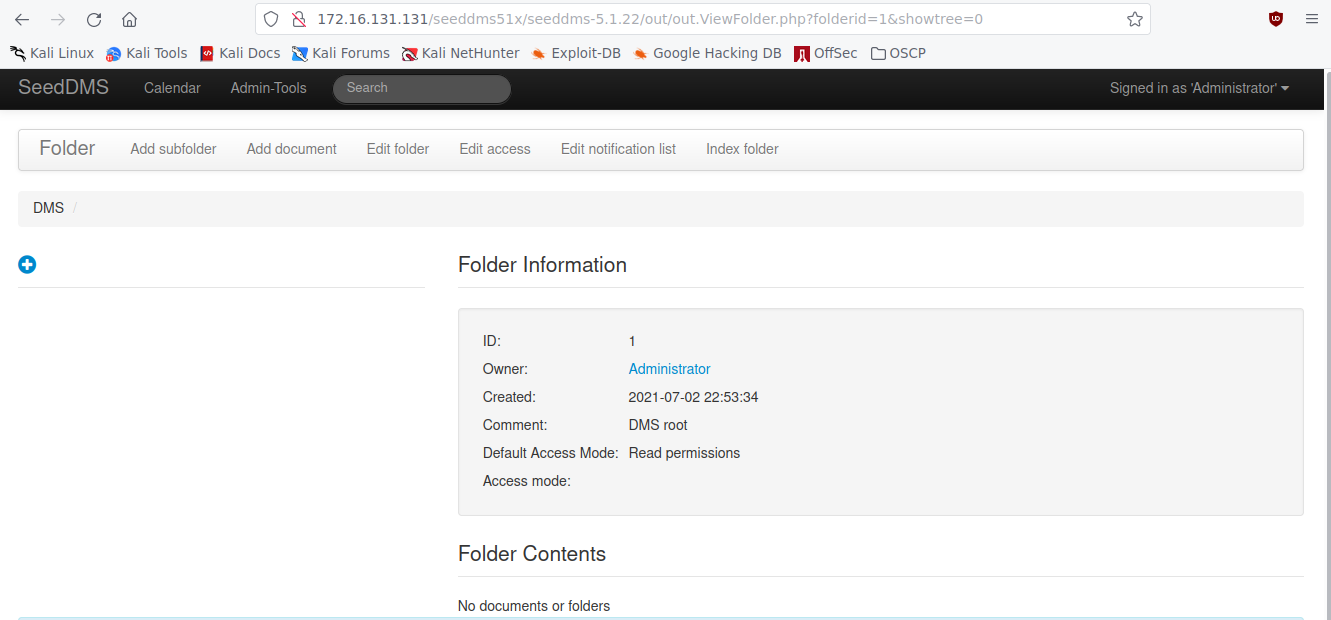 172.16.131.131/seeddms51x/seeddms-5.1.22/out/out.ViewFolder.php?folderid=1&showtree=0
Kali Linux Kali Tools Kali Docs Kali Forums Kali NetHunter Exploit-DB Google Hacking DB OffSec OSCP
SeedDMS Calendar Admin-Tools Search Signed in as 'Administrator'
Folder Add subfolder Add document Edit folder Edit access Edit notification list Index folder
DMS /
Folder Information
ID: 1
Owner: Administrator
Created: 2021-07-02 22:53:34
Comment: DMS root
Default Access Mode: Read permissions
Access mode:
Folder Contents
No documents or folders